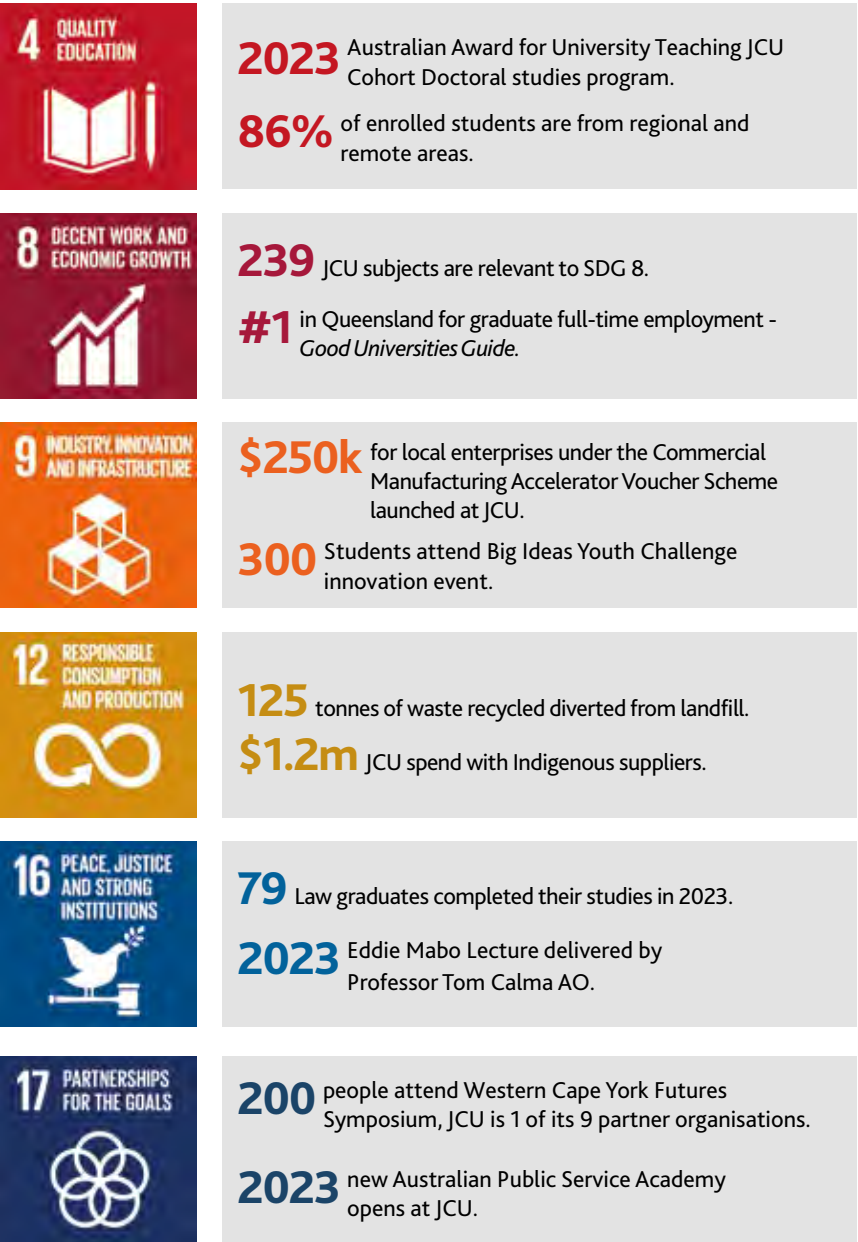 4 QUALITY
EDUCATION
2023 Australian Award for University Teaching JCU
Cohort Doctoral studies program.
86% of enrolled students are from regional and
remote areas.
8 DECENT WORK AND
ECONOMIC GROWTH
239 JCU subjects are relevant to SDG 8.
#1 in Queensland for graduate full-time employment -
Good Universities Guide.
9 INDUSTRY, INNOVATION
AND INFRASTRUCTURE
$250k for local enterprises under the Commercial
Manufacturing Accelerator Voucher Scheme
launched at JCU.
300 Students attend Big Ideas Youth Challenge
innovation event.
12 RESPONSIBLE
CONSUMPTION
AND PRODUCTION
125 tonnes of waste recycled diverted from landfill.
$1.2m JCU spend with Indigenous suppliers.
16 PEACE, JUSTICE
AND STRONG
INSTITUTIONS
79 Law graduates completed their studies in 2023.
2023 Eddie Mabo Lecture delivered by
Professor Tom Calma AO.
17 PARTNERSHIPS
FOR THE GOALS
200 people attend Western Cape York Futures
Symposium, JCU is 1 of its 9 partner organisations.
2023 new Australian Public Service Academy
opens at JCU.